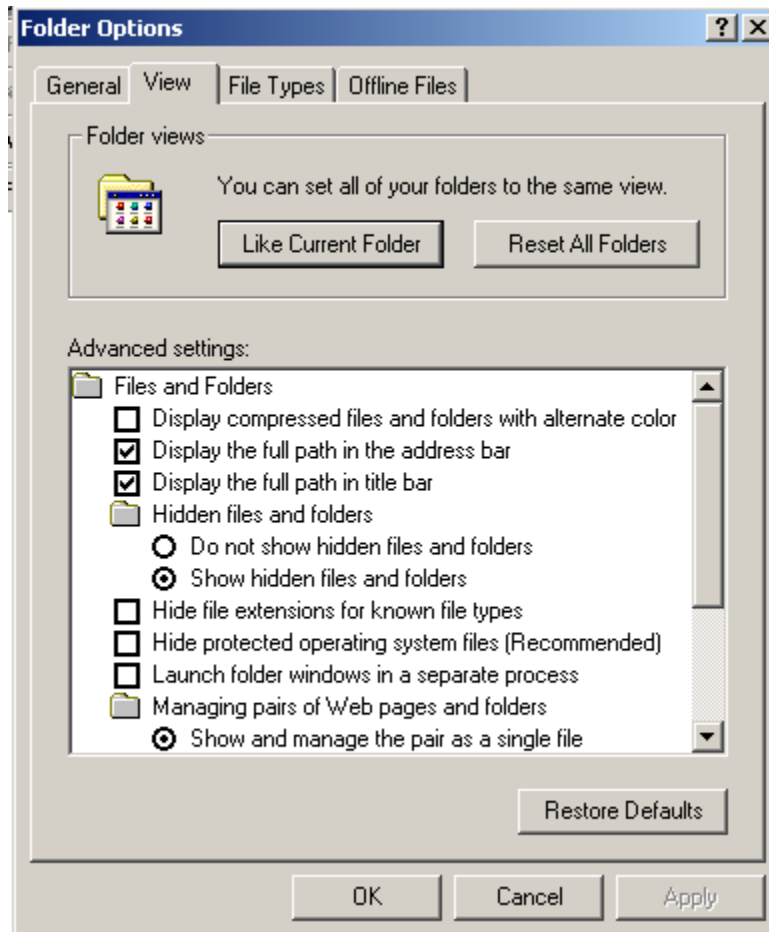 Folder Options
General View File Types Offline Files
Folder views
You can set all of your folders to the same view.
Like Current Folder Reset All Folders
Advanced settings:
Files and Folders
Display compressed files and folders with alternate color
Display the full path in the address bar
Display the full path in title bar
Hidden files and folders
Do not show hidden files and folders
Show hidden files and folders
Hide file extensions for known file types
Hide protected operating system files (Recommended)
Launch folder windows in a separate process
Managing pairs of Web pages and folders
Show and manage the pair as a single file
Restore Defaults
OK Cancel Apply